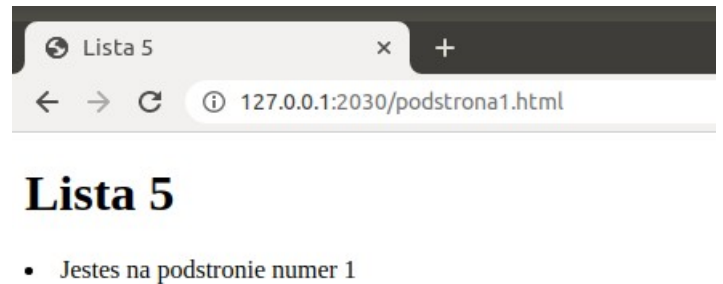 Lista 5
127.0.0.1:2030/podstrona1.html
Lista 5
Jestes na podstronie numer 1